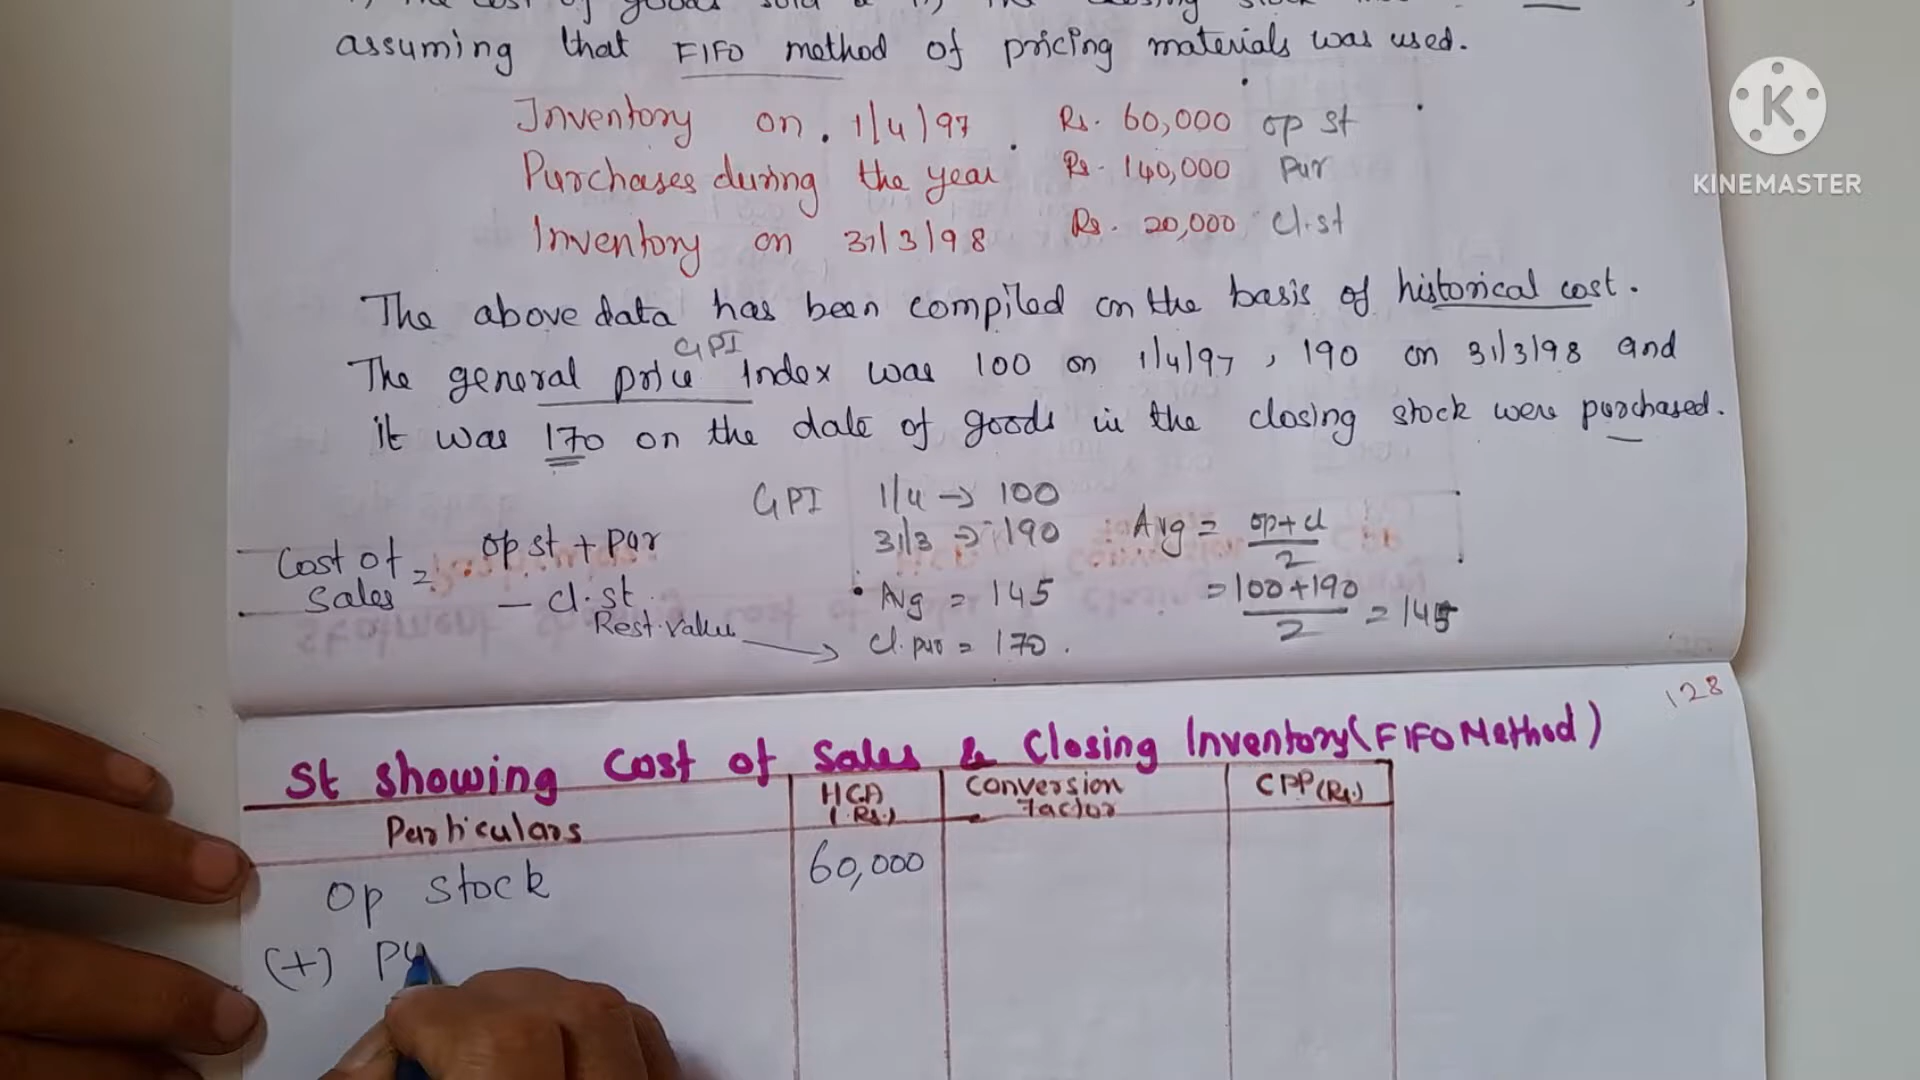 assuming that FIFO method of pricing materials was used.
Inventory on 1/4/97 Rs. 60,000 op st
Purchases during the year Rs. 140,000 pur
Inventory on 31/3/98 Rs. 20,000 cl.st
The above data has been compiled on the basis of historical cost.
GPI
The general price Index was 100 on 1/4/97, 190 on 31/3/98 and
it was 170 on the date of goods in the closing stock were purchased.
GPI 1/4 → 100
31/3 → 190
Avg = 145
cl. pur = 170.
Avg = op+cl / 2
= 100+190 / 2 = 145
Cost of Sales = op st + pur
— cl.st.
Rest. value →
128
St showing Cost of Sales & Closing Inventory (FIFO Method)
Particulars HCA (Rs.) Conversion Factor CPP (Rs.)
Op stock 60,000
(+) Pu
KINEMASTER